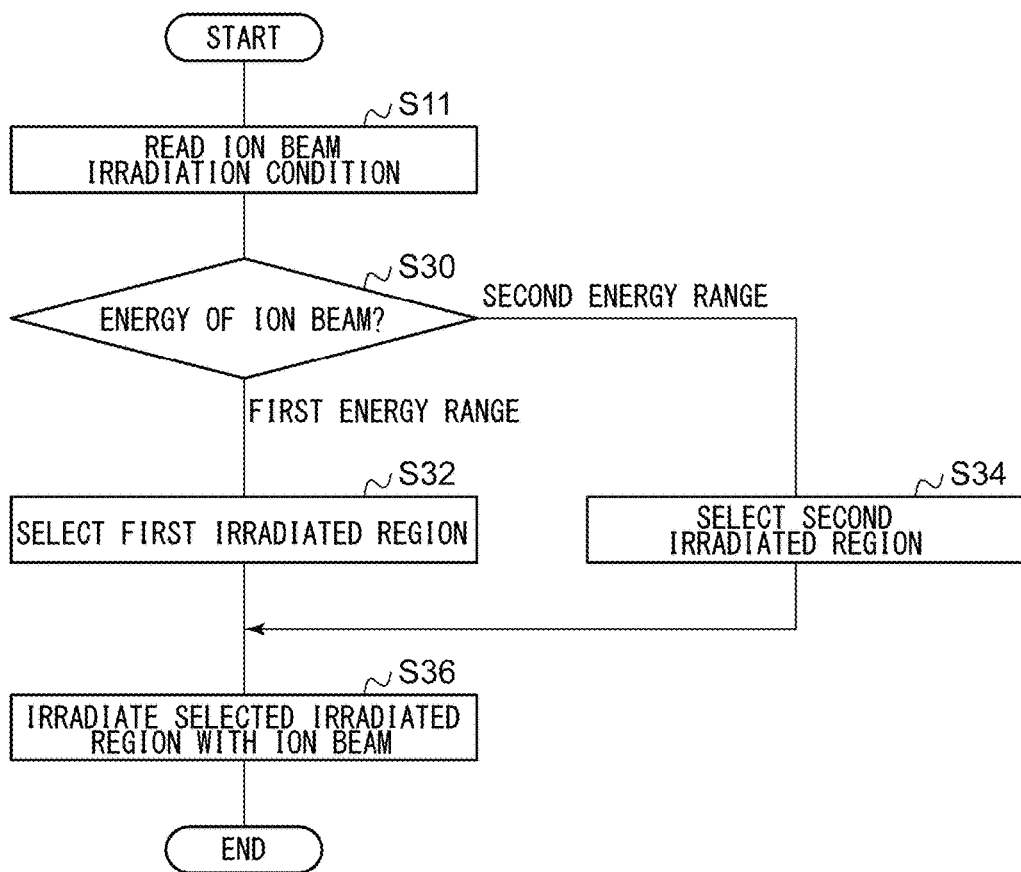 START
S11
READ ION BEAM
IRRADIATION CONDITION
S30
ENERGY OF ION BEAM?
SECOND ENERGY RANGE
FIRST ENERGY RANGE
S32
SELECT FIRST IRRADIATED REGION
S34
SELECT SECOND
IRRADIATED REGION
S36
IRRADIATE SELECTED IRRADIATED
REGION WITH ION BEAM
END